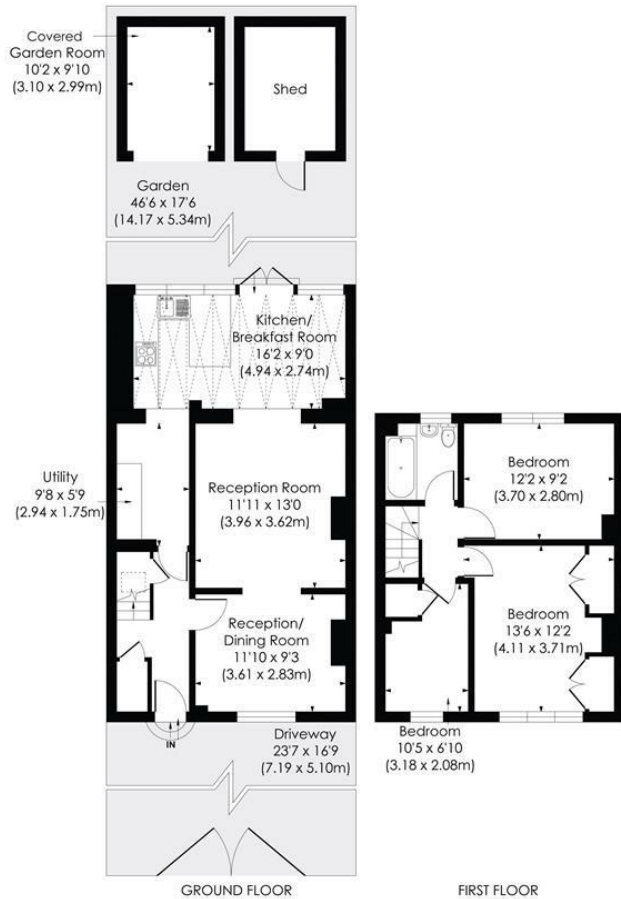 Covered
Garden Room
10'2 x 9'10
(3.10 x 2.99m)
Shed
Garden
46'6 x 17'6
(14.17 x 5.34m)
Kitchen/
Breakfast Room
16'2 x 9'0
(4.94 x 2.74m)
Utility
9'8 x 5'9
(2.94 x 1.75m)
Reception Room
11'11 x 13'0
(3.96 x 3.62m)
Reception/
Dining Room
11'10 x 9'3
(3.61 x 2.83m)
IN
Driveway
23'7 x 16'9
(7.19 x 5.10m)
GROUND FLOOR
Bedroom
12'2 x 9'2
(3.70 x 2.80m)
Bedroom
13'6 x 12'2
(4.11 x 3.71m)
Bedroom
10'5 x 6'10
(3.18 x 2.08m)
FIRST FLOOR